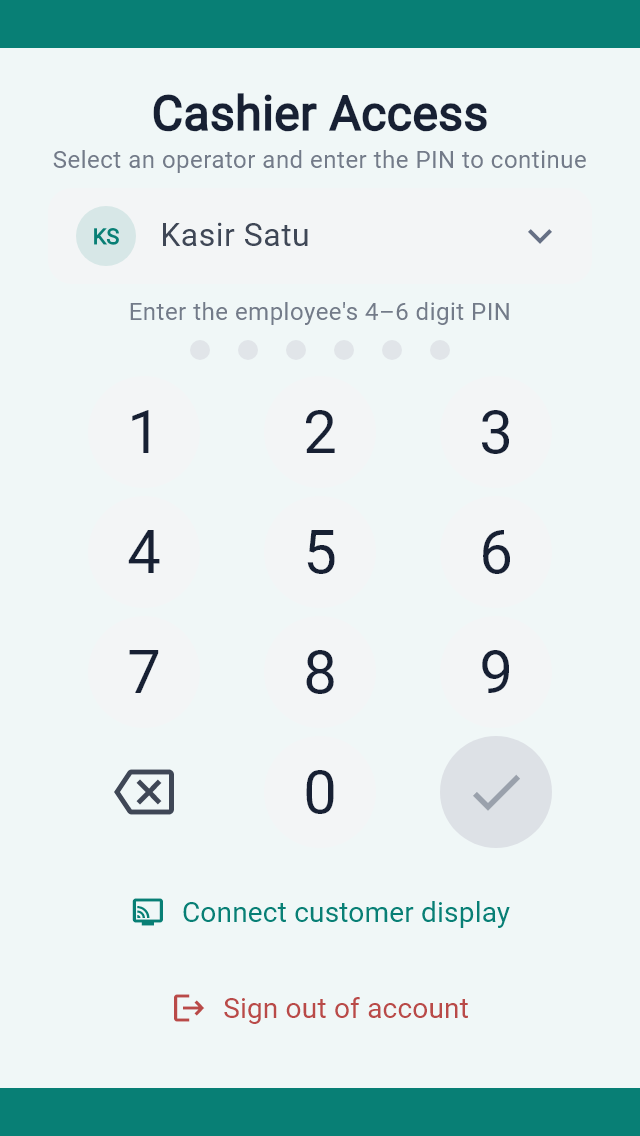 Cashier Access
Select an operator and enter the PIN to continue
KS Kasir Satu
Enter the employee's 4–6 digit PIN
1 2 3
4 5 6
7 8 9
0
Connect customer display
Sign out of account